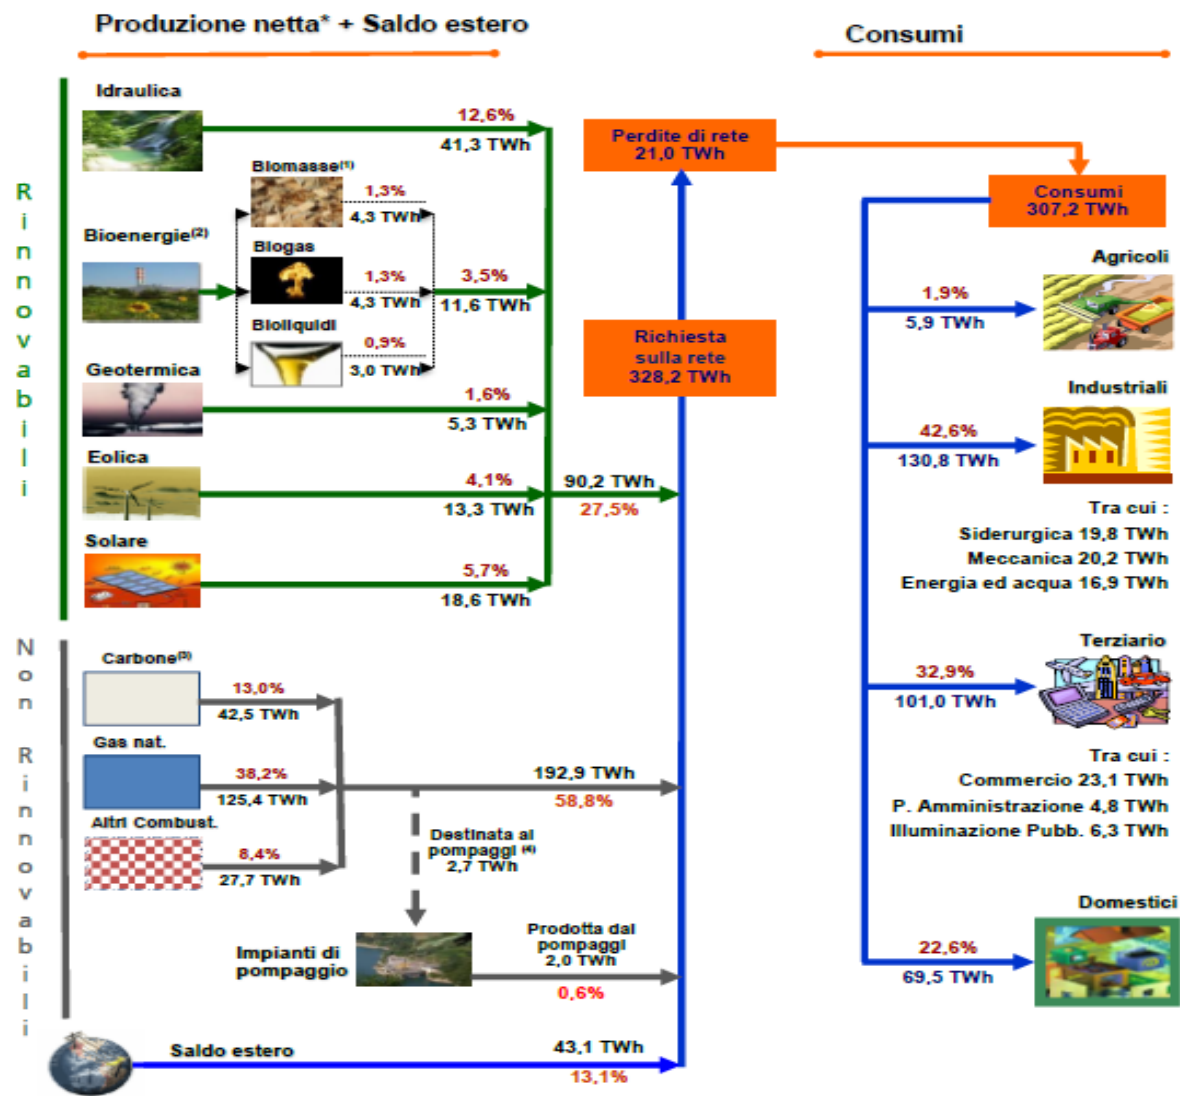 Produzione netta* + Saldo estero
Rinnovabili
Idraulica
12,6%
41,3 TWh
Bioenergie(2)
Biomasse(1)
1,3%
4,3 TWh
Biogas
1,3%
4,3 TWh
Bioliquidi
0,9%
3,0 TWh
3,5%
11,6 TWh
Geotermica
1,6%
5,3 TWh
Eolica
4,1%
13,3 TWh
Solare
5,7%
18,6 TWh
90,2 TWh
27,5%
Non Rinnovabili
Carbone(3)
13,0%
42,5 TWh
Gas nat.
38,2%
125,4 TWh
Altri Combust.
8,4%
27,7 TWh
192,9 TWh
58,8%
Destinata ai
pompaggi (4)
2,7 TWh
Impianti di
pompaggio
Prodotta dai
pompaggi
2,0 TWh
0,6%
Saldo estero
43,1 TWh
13,1%
Perdite di rete
21,0 TWh
Richiesta
sulla rete
328,2 TWh
Consumi
Consumi
307,2 TWh
Agricoli
1,9%
5,9 TWh
Industriali
42,6%
130,8 TWh
Tra cui :
Siderurgica 19,8 TWh
Meccanica 20,2 TWh
Energia ed acqua 16,9 TWh
Terziario
32,9%
101,0 TWh
Tra cui :
Commercio 23,1 TWh
P. Amministrazione 4,8 TWh
Illuminazione Pubb. 6,3 TWh
Domestici
22,6%
69,5 TWh